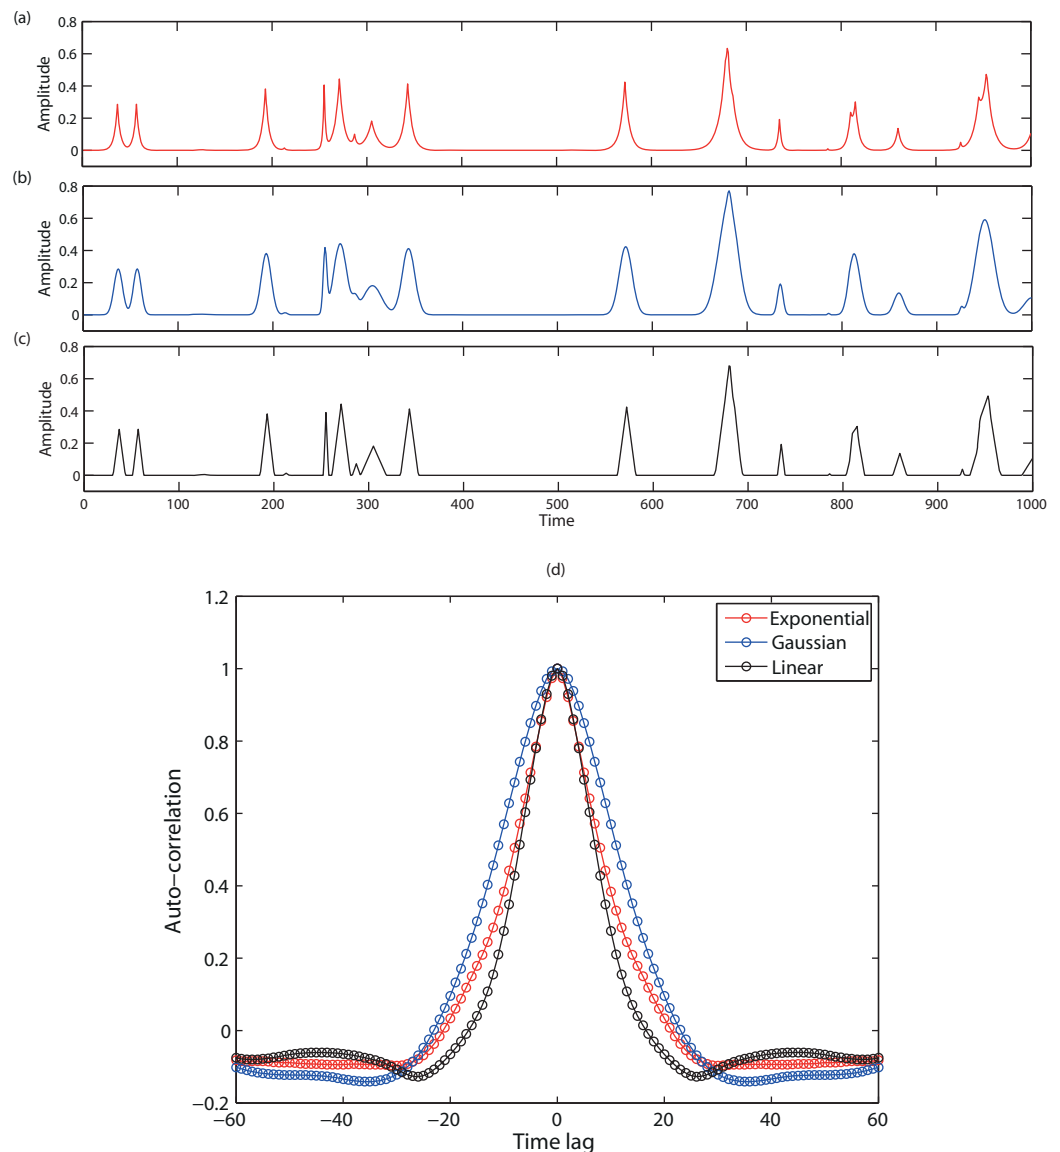 (a)
0.8
0.6
0.4
0.2
0
Amplitude
(b)
0.8
0.6
0.4
0.2
0
Amplitude
(c)
0.8
0.6
0.4
0.2
0
Amplitude
0 100 200 300 400 500 600 700 800 900 1000
Time
(d)
1.2
1
0.8
0.6
0.4
0.2
0
−0.2
Auto−correlation
Exponential
Gaussian
Linear
−60 −40 −20 0 20 40 60
Time lag